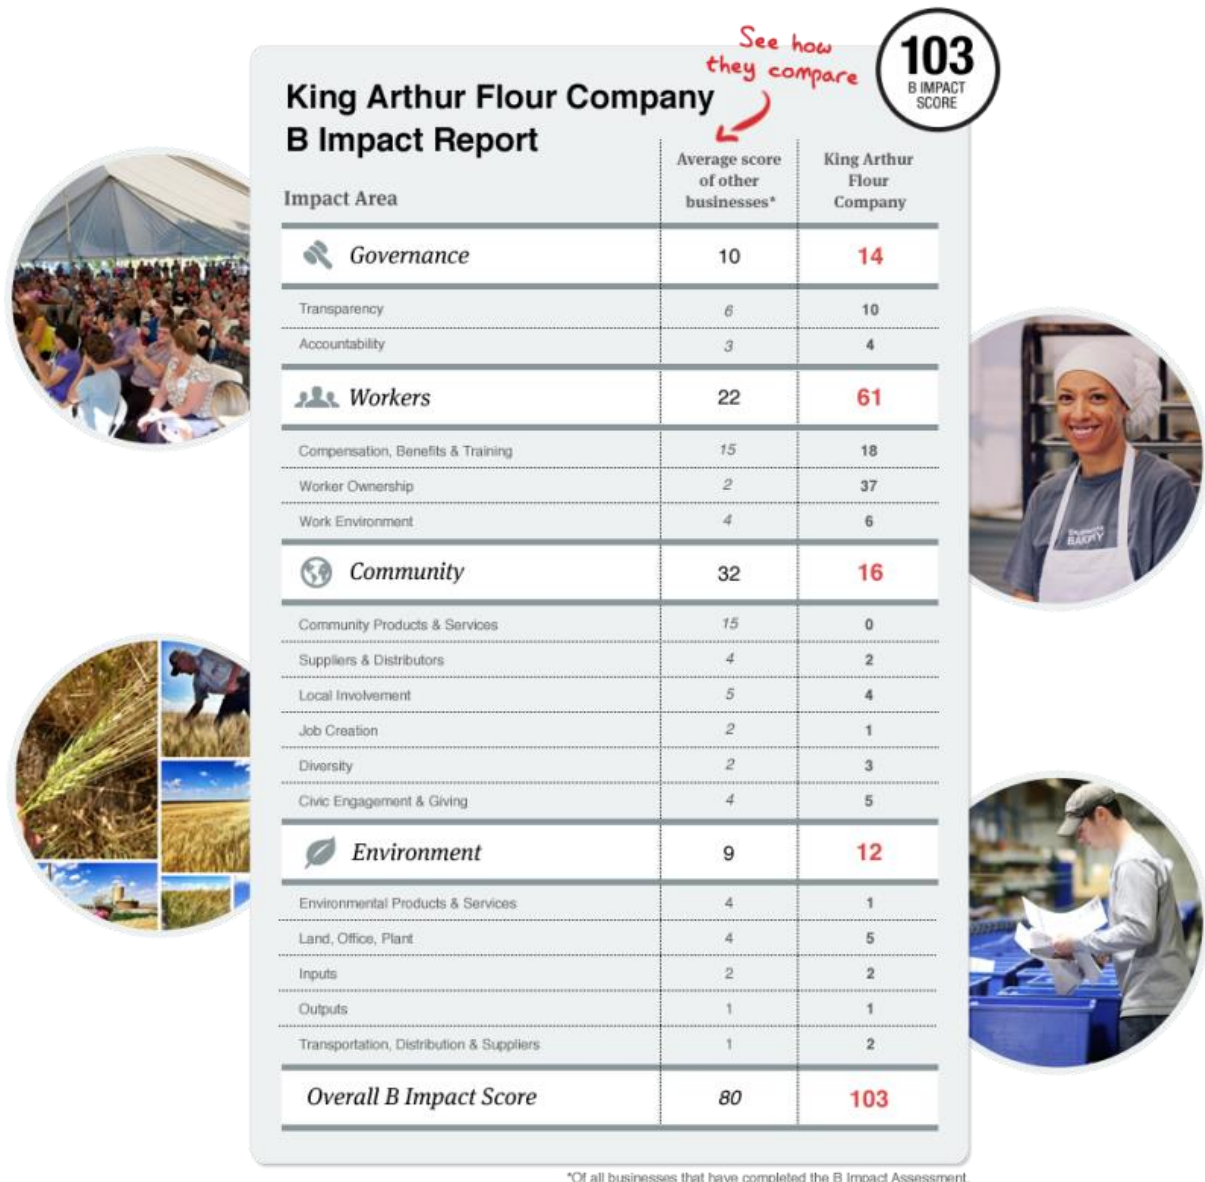 See how
they compare
103
B IMPACT
SCORE
King Arthur Flour Company
B Impact Report
Impact Area
Average score
of other
businesses*
King Arthur
Flour
Company
Governance 10 14
Transparency 6 10
Accountability 3 4
Workers 22 61
Compensation, Benefits & Training 15 18
Worker Ownership 2 37
Work Environment 4 6
Community 32 16
Community Products & Services 15 0
Suppliers & Distributors 4 2
Local Involvement 5 4
Job Creation 2 1
Diversity 2 3
Civic Engagement & Giving 4 5
Environment 9 12
Environmental Products & Services 4 1
Land, Office, Plant 4 5
Inputs 2 2
Outputs 1 1
Transportation, Distribution & Suppliers 1 2
Overall B Impact Score 80 103
*Of all businesses that have completed the B Impact Assessment.
BAKERY